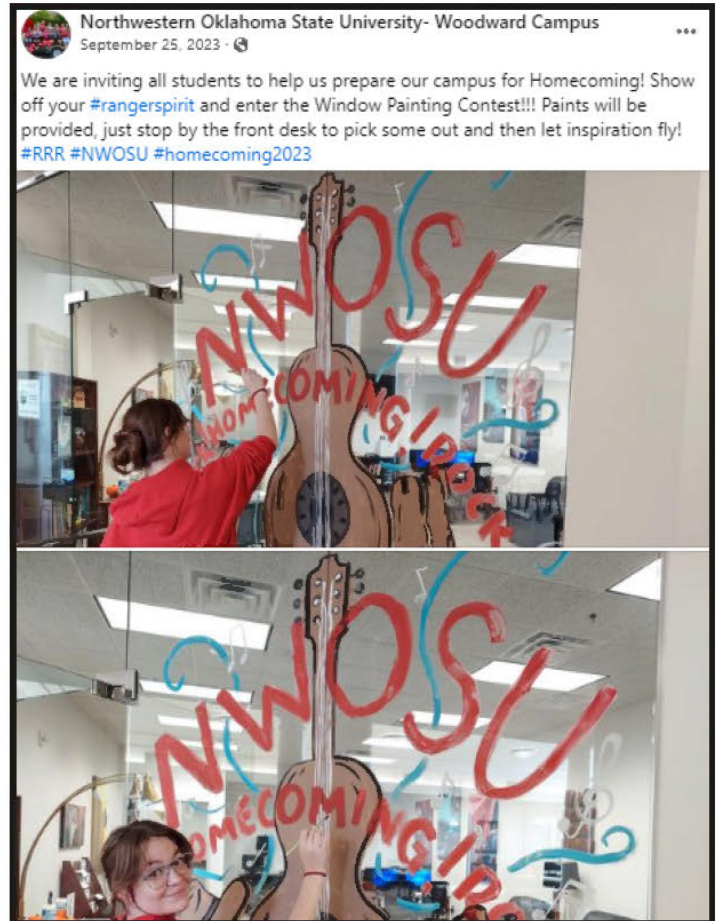 Northwestern Oklahoma State University- Woodward Campus
September 25, 2023 ·
We are inviting all students to help us prepare our campus for Homecoming! Show
off your #rangerspirit and enter the Window Painting Contest!!! Paints will be
provided, just stop by the front desk to pick some out and then let inspiration fly!
#RRR #NWOSU #homecoming2023
NWOSU
HOMECOMING!
ROCK
NWOSU
HOMECOMING!